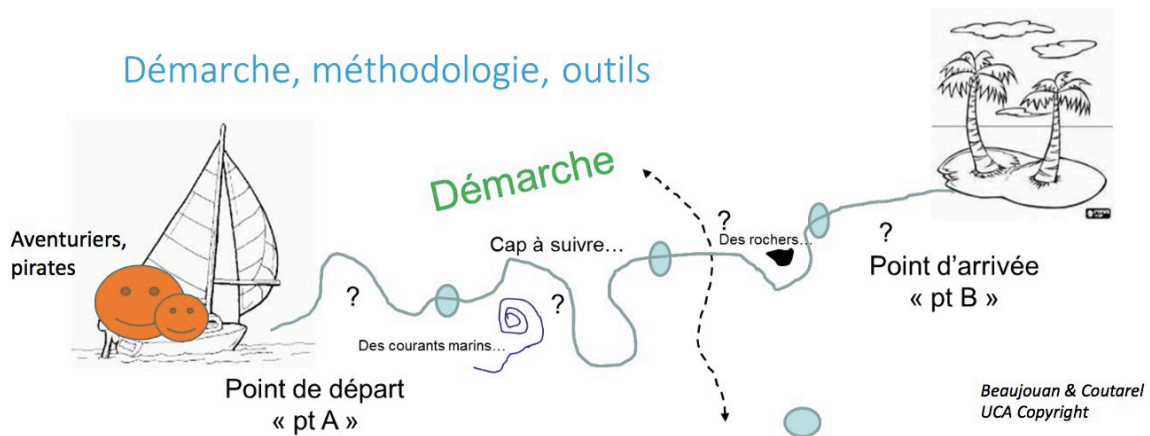 Démarche, méthodologie, outils
Démarche
Aventuriers,
pirates
Cap à suivre...
?
Des rochers...
?
?
?
Des courants marins...
Point d'arrivée
« pt B »
Point de départ
« pt A »
Beaujouan & Coutarel
UCA Copyright